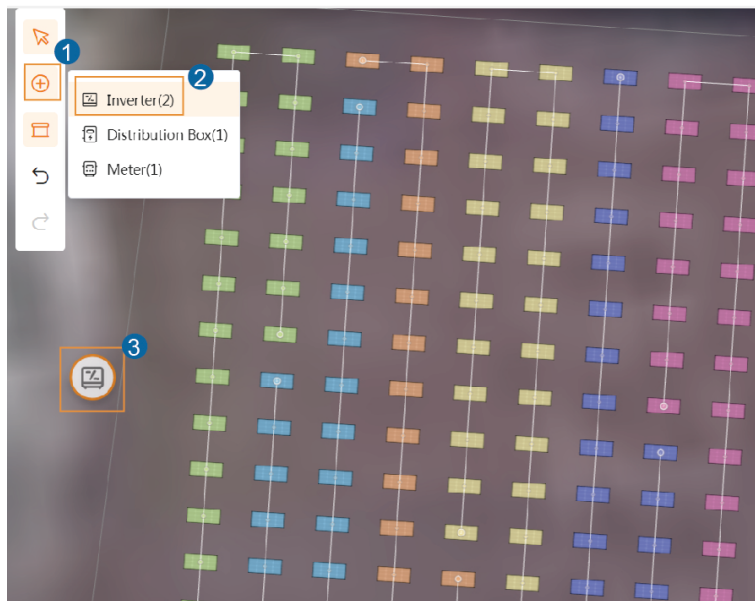 1
2
Inverter(2)
Distribution Box(1)
Meter(1)
3